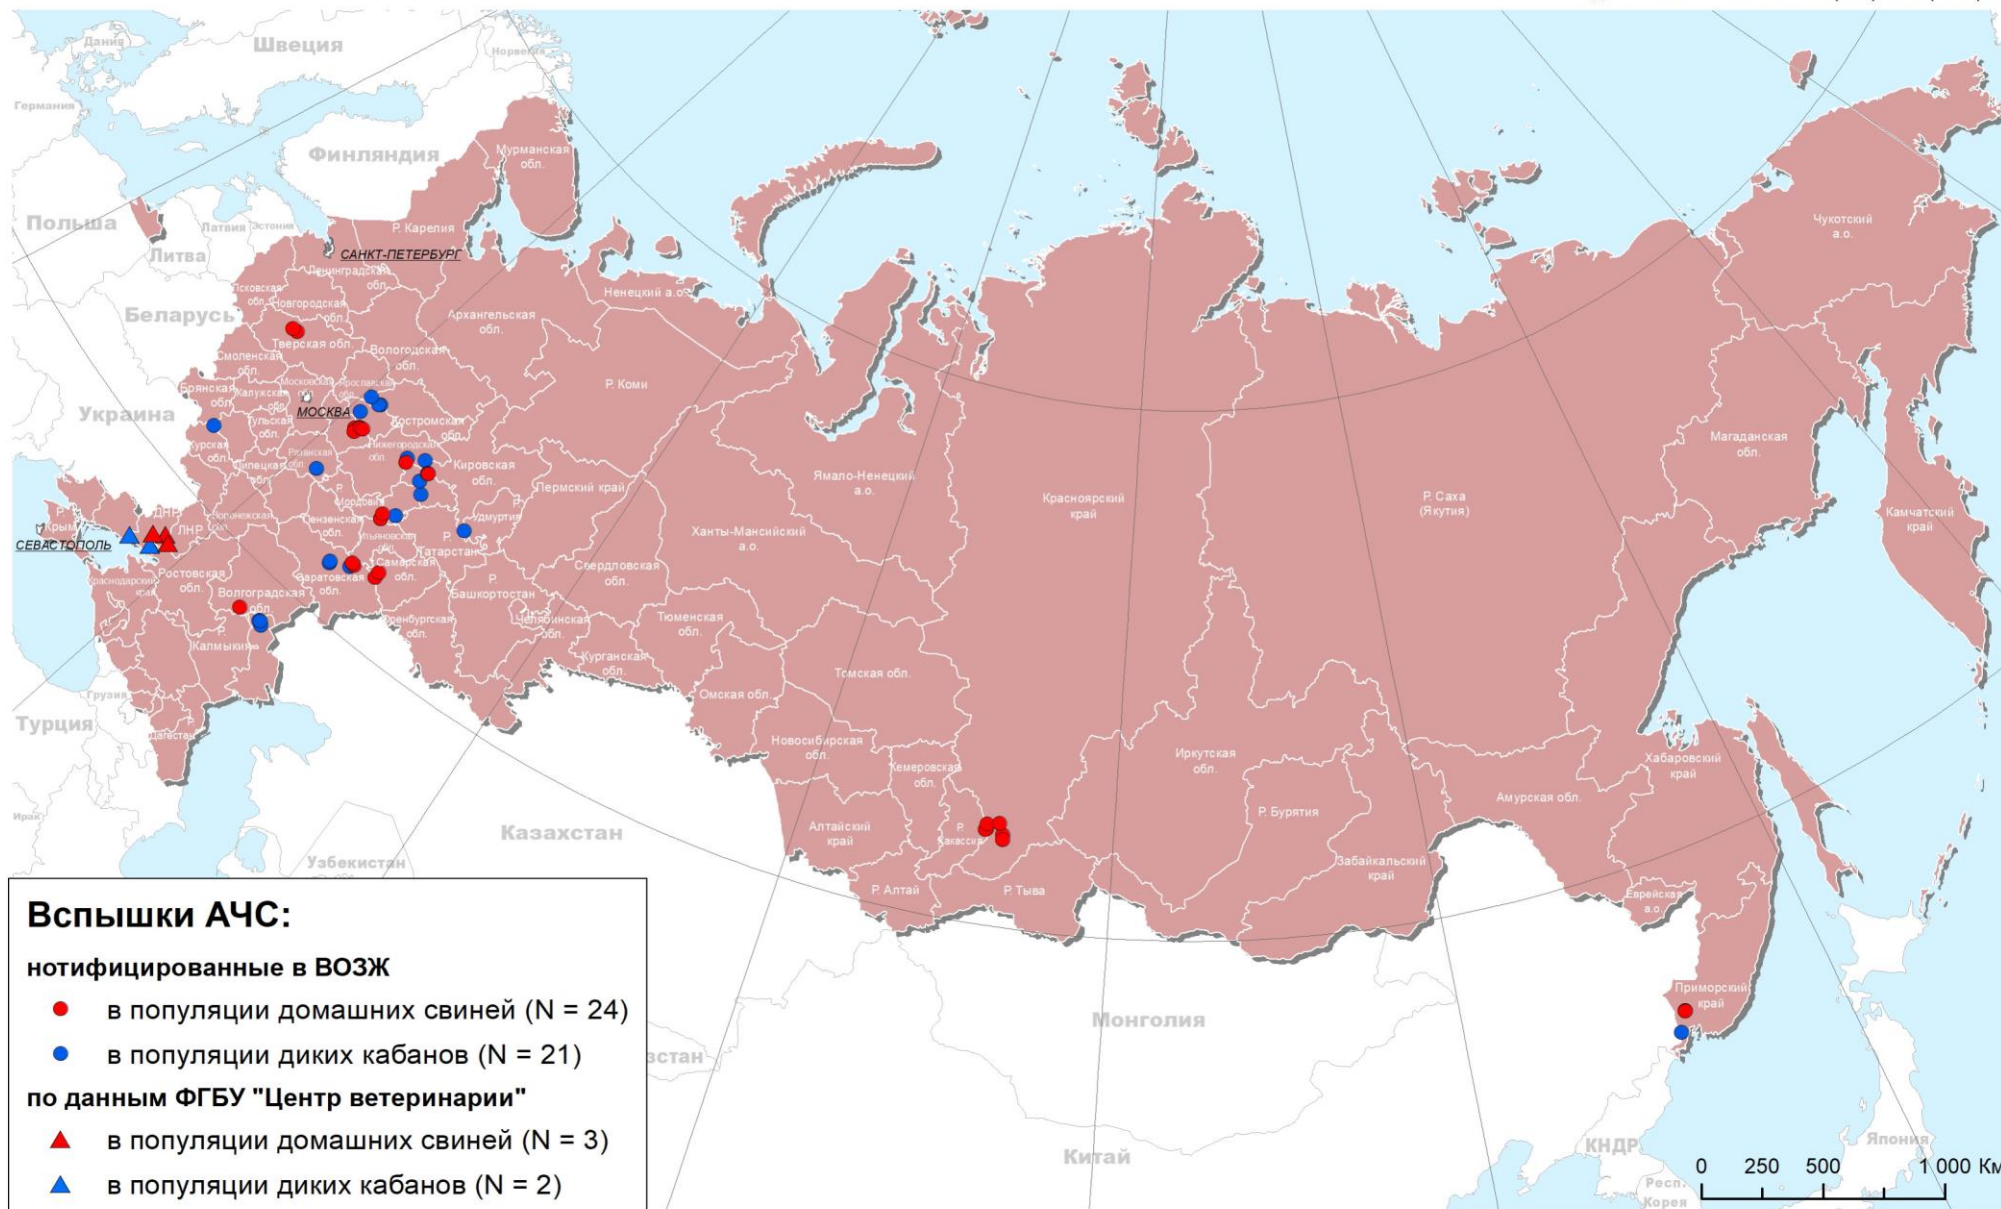 Швеция
Дания
Норвегия
Германия
Финляндия
Мурманская
обл.
Польша
Латвия
Эстония
Р. Карелия
Чукотский
а.о.
Литва
САНКТ-ПЕТЕРБУРГ
Ленинградская
обл.
Ненецкий а.о.
Псковская
обл.
Новгородская
обл.
Беларусь
Архангельская
обл.
Тверская обл.
Вологодская
обл.
Смоленская
обл.
Р. Коми
Брянская
обл.
Калужская
обл.
Московская
Ярославская
обл.
Украина
МОСКВА
Тульская
обл.
Костромская
обл.
Магаданская
обл.
Курская
обл.
Липецкая
обл.
Рязанская
обл.
Нижегородская
обл.
Кировская
обл.
Пермский край
Ямало-Ненецкий
а.о.
Красноярский
край
Р. Саха
(Якутия)
Камчатский
край
Р.
Мордовия
Р.
Удмуртия
Р.
Крым
ДНР
ЛНР
Воронежская
обл.
Пензенская
обл.
Ханты-Мансийский
а.о.
СЕВАСТОПОЛЬ
Ульяновская
обл.
Р.
Татарстан
Краснодарский
край
Ростовская
обл.
Волгоградская
обл.
Саратовская
обл.
Самарская
обл.
Р.
Башкортостан
Свердловская
обл.
Оренбургская
обл.
Челябинская
обл.
Тюменская
обл.
Р.
Калмыкия
Курганская
обл.
Томская обл.
Омская обл.
Грузия
Турция
Р.
Дагестан
Новосибирская
обл.
Иркутская
обл.
Хабаровский
край
Кемеровская
обл.
Амурская обл.
Ирак
Казахстан
Алтайский
край
Р.
Хакассия
Р. Бурятия
Узбекистан
Забайкальский
край
Р. Алтай
Р. Тыва
Еврейская
а.о.
Вспышки АЧС:
нотифицированные в ВОЗЖ
в популяции домашних свиней (N = 24)
в популяции диких кабанов (N = 21)
по данным ФГБУ "Центр ветеринарии"
в популяции домашних свиней (N = 3)
в популяции диких кабанов (N = 2)
зстан
Приморский
край
Монголия
Китай
КНДР
Япония
Респ.
Корея
0 250 500 1 000 Км